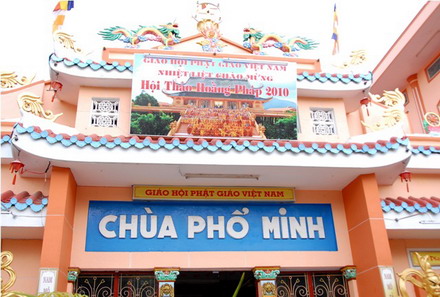 GIÁO HỘI PHẬT GIÁO VIỆT NAM
NHIỆT LIỆT CHÀO MỪNG
Hội Thảo Hoằng Pháp 2010
GIÁO HỘI PHẬT GIÁO VIỆT NAM
CHÙA PHỔ MINH